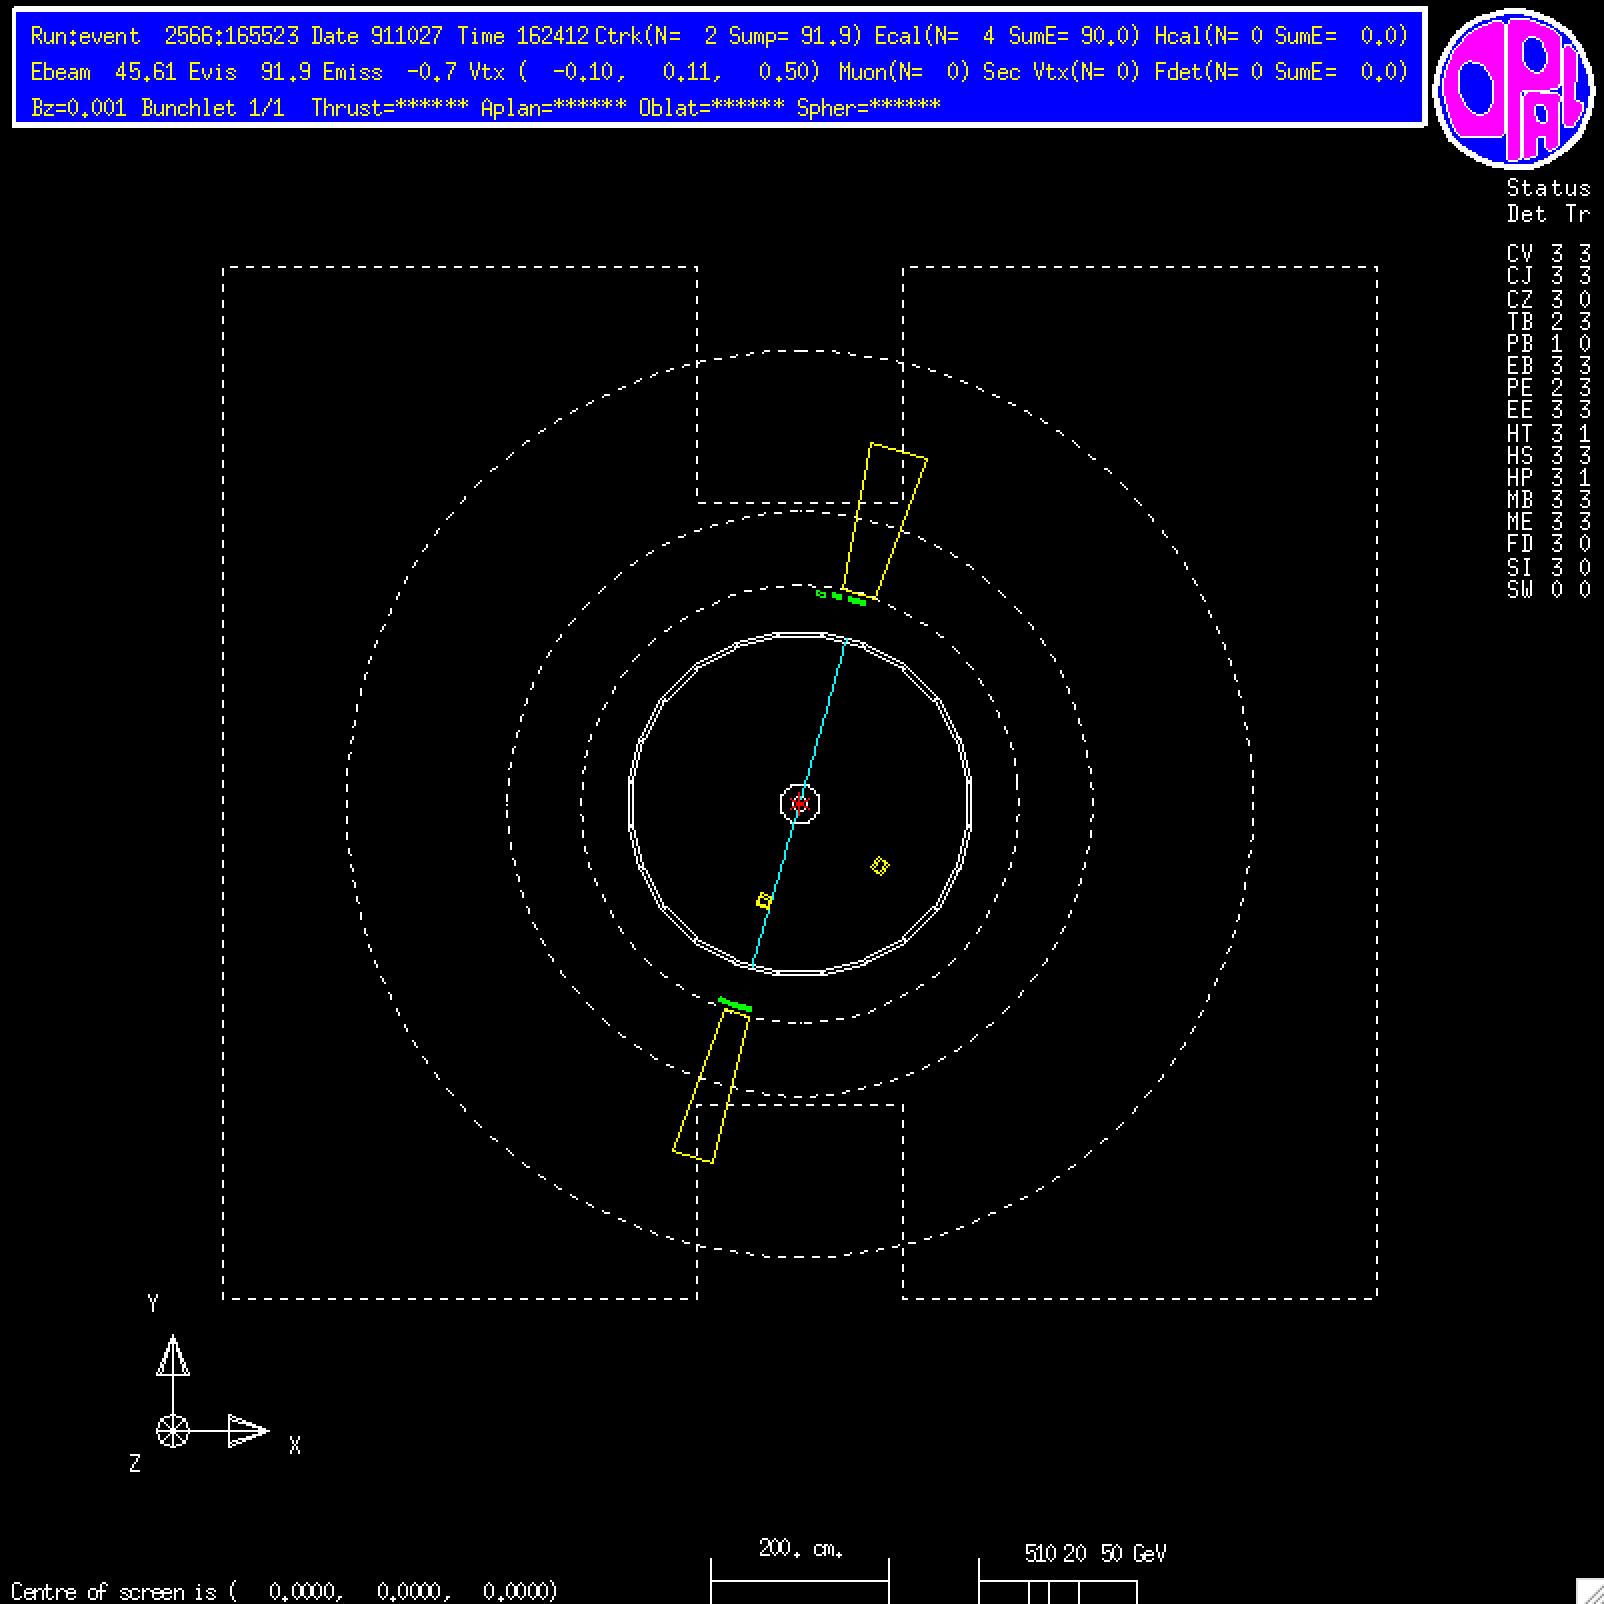 Run:event 2566:165523 Date 911027 Time 162412 Ctrk(N= 2 Sump= 91.9) Ecal(N= 4 SumE= 90.0) Hcal(N= 0 SumE= 0.0)
Ebeam 45.61 Evis 91.9 Emiss -0.7 Vtx ( -0.10, 0.11, 0.50) Muon(N= 0) Sec Vtx(N= 0) Fdet(N= 0 SumE= 0.0)
Bz=0.001 Bunchlet 1/1 Thrust=****** Aplan=****** Oblat=****** Spher=******
OPAL
Status
Det Tr
CV 3 3
CJ 3 3
CZ 3 0
TB 2 3
PB 1 0
EB 3 3
PE 2 3
EE 3 3
HT 3 1
HS 3 3
HP 3 1
MB 3 3
ME 3 3
FD 3 0
SI 3 0
SW 0 0
Y
X
Z
200. cm.
5 10 20 50 GeV
Centre of screen is ( 0.0000, 0.0000, 0.0000)